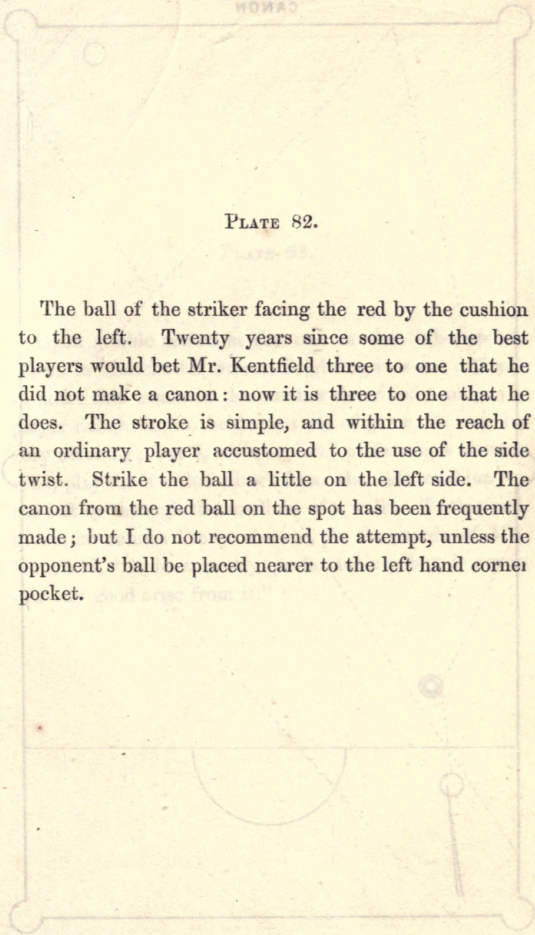 CANON
PLATE 82.
The ball of the striker facing the red by the cushion
to the left. Twenty years since some of the best
players would bet Mr. Kentfield three to one that he
did not make a canon: now it is three to one that he
does. The stroke is simple, and within the reach of
an ordinary player accustomed to the use of the side
twist. Strike the ball a little on the left side. The
canon from the red ball on the spot has been frequently
made; but I do not recommend the attempt, unless the
opponent's ball be placed nearer to the left hand corner
pocket.
good arise from it."